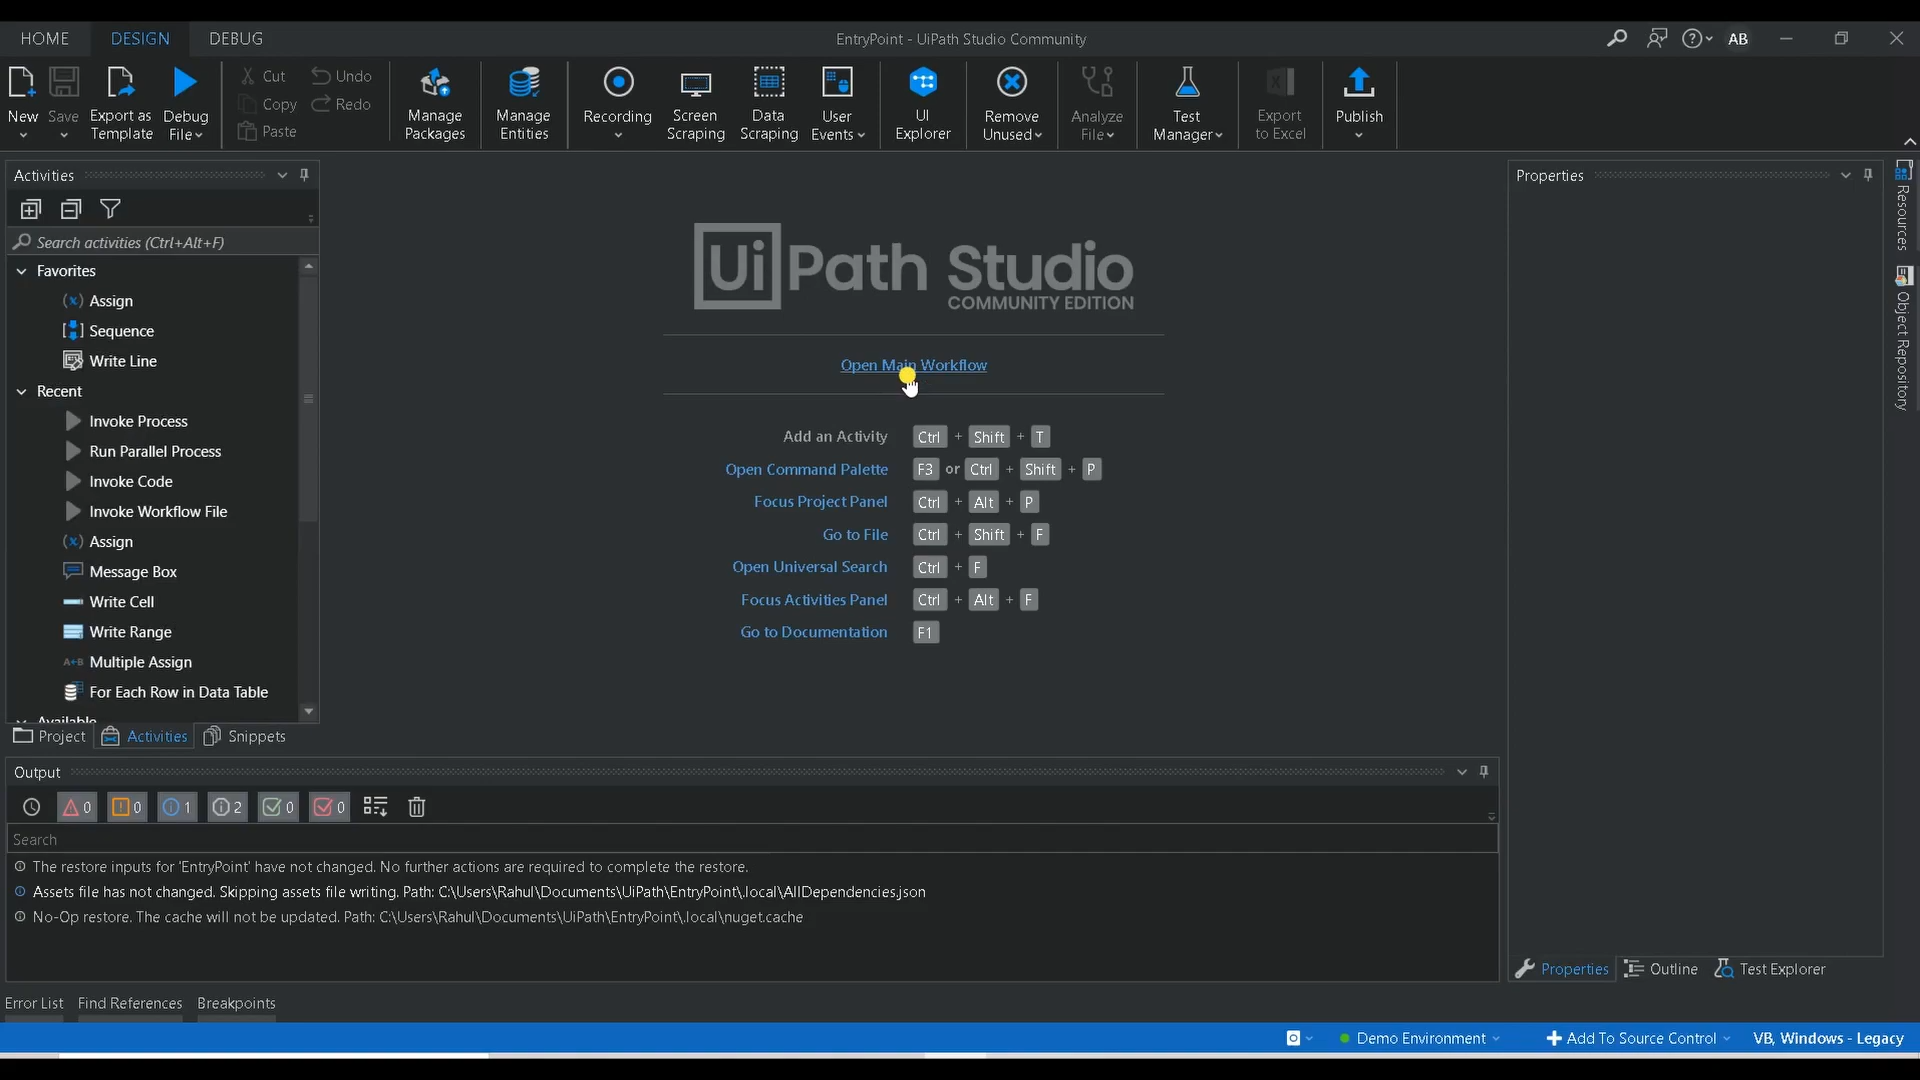 HOME DESIGN DEBUG EntryPoint - UiPath Studio Community AB
New Save Export as Template Debug File Cut Copy Paste Undo Redo Manage Packages Manage Entities Recording Screen Scraping Data Scraping User Events UI Explorer Remove Unused Analyze File Test Manager Export to Excel Publish
Activities
Search activities (Ctrl+Alt+F)
Favorites
Assign
Sequence
Write Line
Recent
Invoke Process
Run Parallel Process
Invoke Code
Invoke Workflow File
Assign
Message Box
Write Cell
Write Range
A+B Multiple Assign
For Each Row in Data Table
Available
Project Activities Snippets
UiPath Studio
COMMUNITY EDITION
Open Main Workflow
Add an Activity Ctrl + Shift + T
Open Command Palette F3 or Ctrl + Shift + P
Focus Project Panel Ctrl + Alt + P
Go to File Ctrl + Shift + F
Open Universal Search Ctrl + F
Focus Activities Panel Ctrl + Alt + F
Go to Documentation F1
Properties
Resources
Object Repository
Output
0 0 1 2 0 0
Search
The restore inputs for 'EntryPoint' have not changed. No further actions are required to complete the restore.
Assets file has not changed. Skipping assets file writing. Path: C:\Users\Rahul\Documents\UiPath\EntryPoint\.local\AllDependencies.json
No-Op restore. The cache will not be updated. Path: C:\Users\Rahul\Documents\UiPath\EntryPoint\.local\nuget.cache
Properties Outline Test Explorer
Error List Find References Breakpoints
Demo Environment Add To Source Control VB, Windows - Legacy